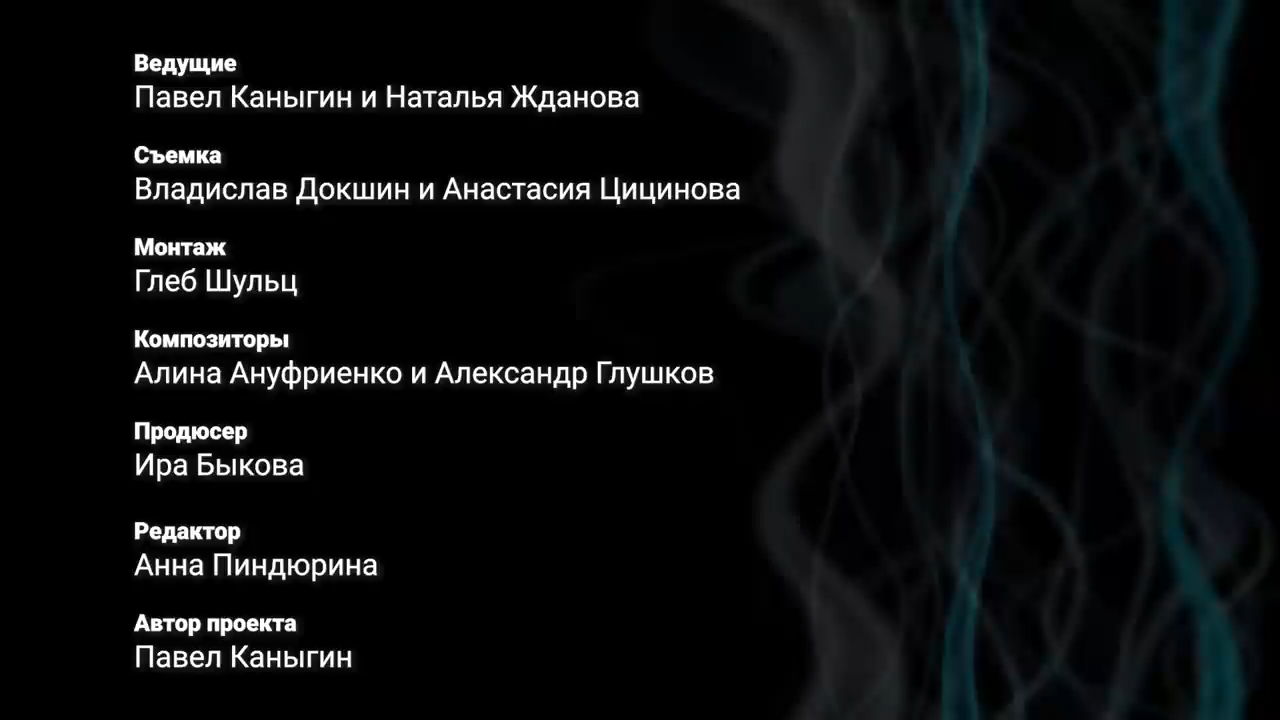 Ведущие
Павел Каныгин и Наталья Жданова
Съемка
Владислав Докшин и Анастасия Цицинова
Монтаж
Глеб Шульц
Композиторы
Алина Ануфриенко и Александр Глушков
Продюсер
Ира Быкова
Редактор
Анна Пиндюрина
Автор проекта
Павел Каныгин